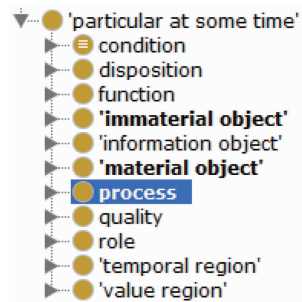 'particular at some time'
condition
disposition
function
'immaterial object'
'information object'
'material object'
process
quality
role
'temporal region'
'value region'